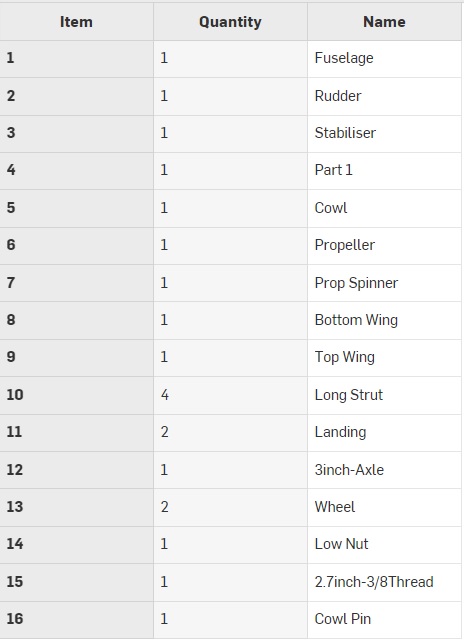 Item Quantity Name
1 1 Fuselage
2 1 Rudder
3 1 Stabiliser
4 1 Part 1
5 1 Cowl
6 1 Propeller
7 1 Prop Spinner
8 1 Bottom Wing
9 1 Top Wing
10 4 Long Strut
11 2 Landing
12 1 3inch-Axle
13 2 Wheel
14 1 Low Nut
15 1 2.7inch-3/8Thread
16 1 Cowl Pin